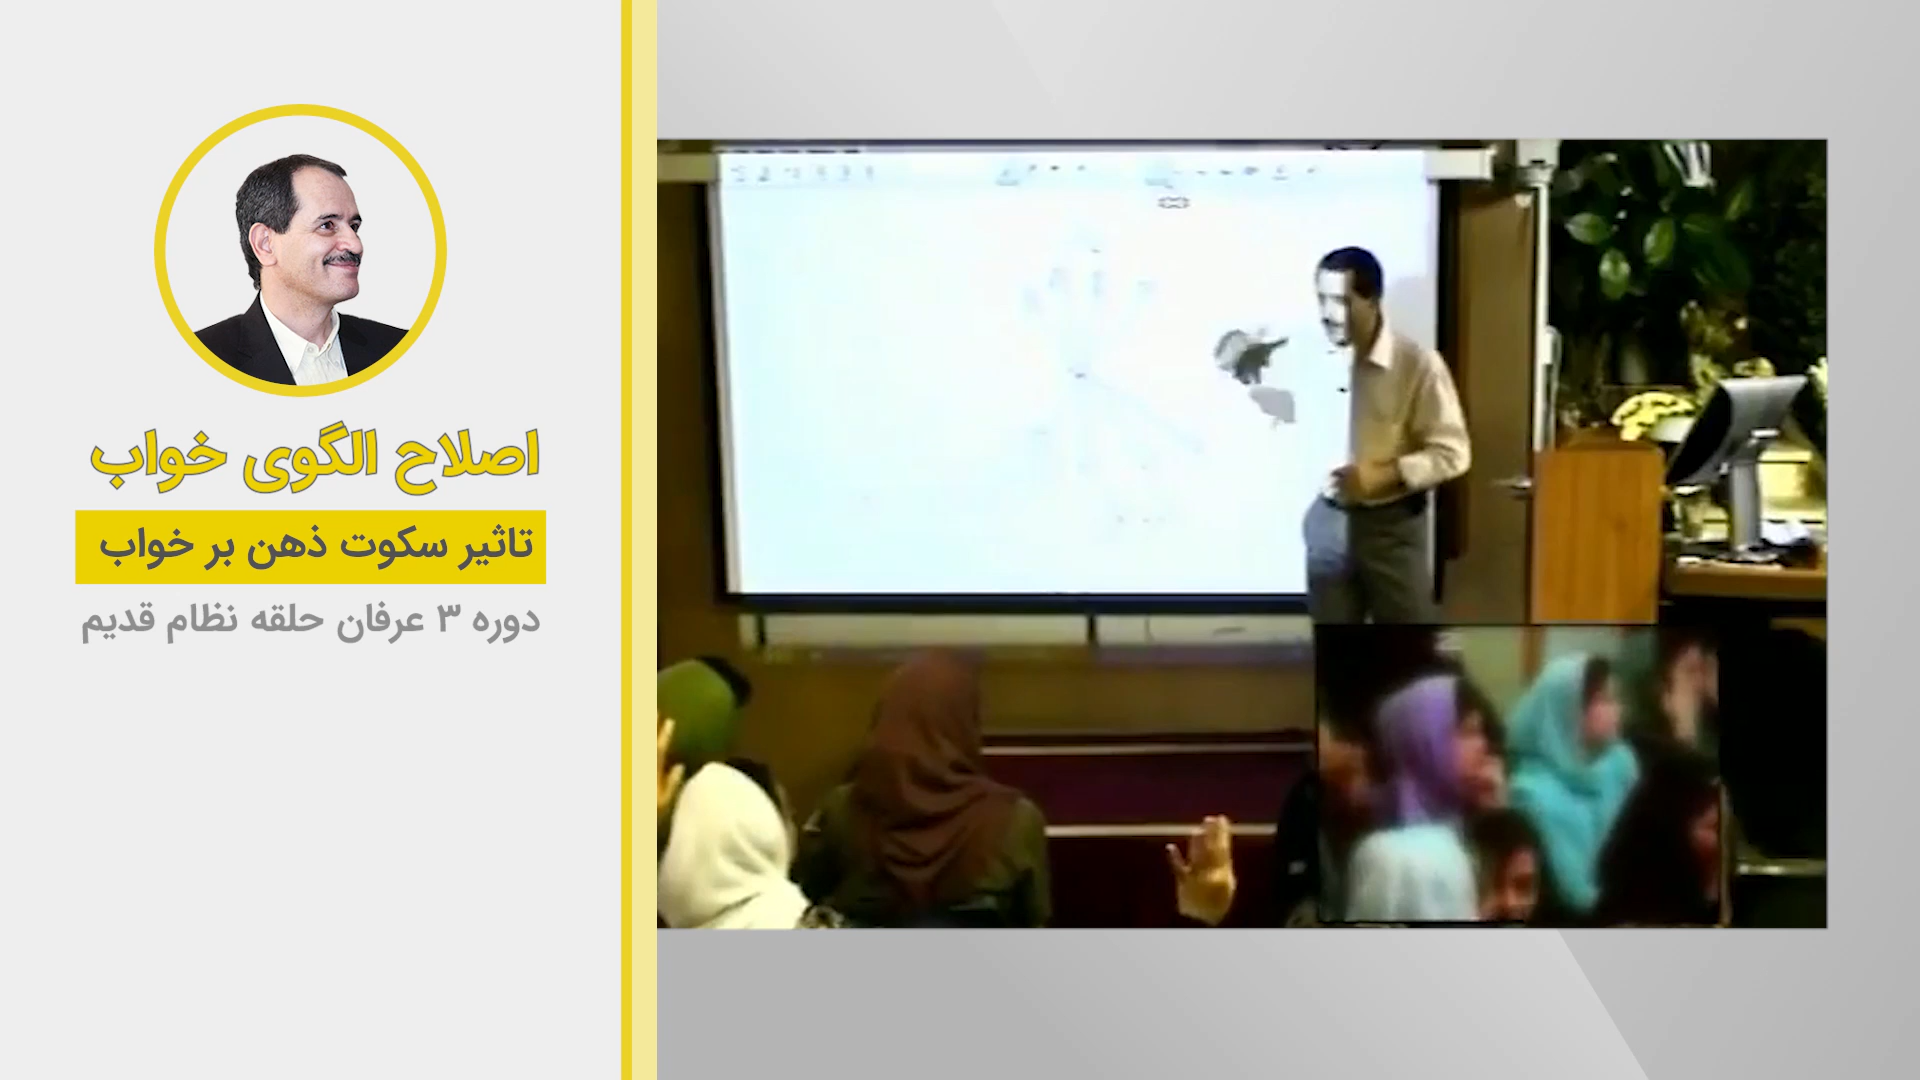 اصلاح الگوی خواب
تاثیر سکوت ذهن بر خواب
دوره ۳ عرفان حلقه نظام قدیم